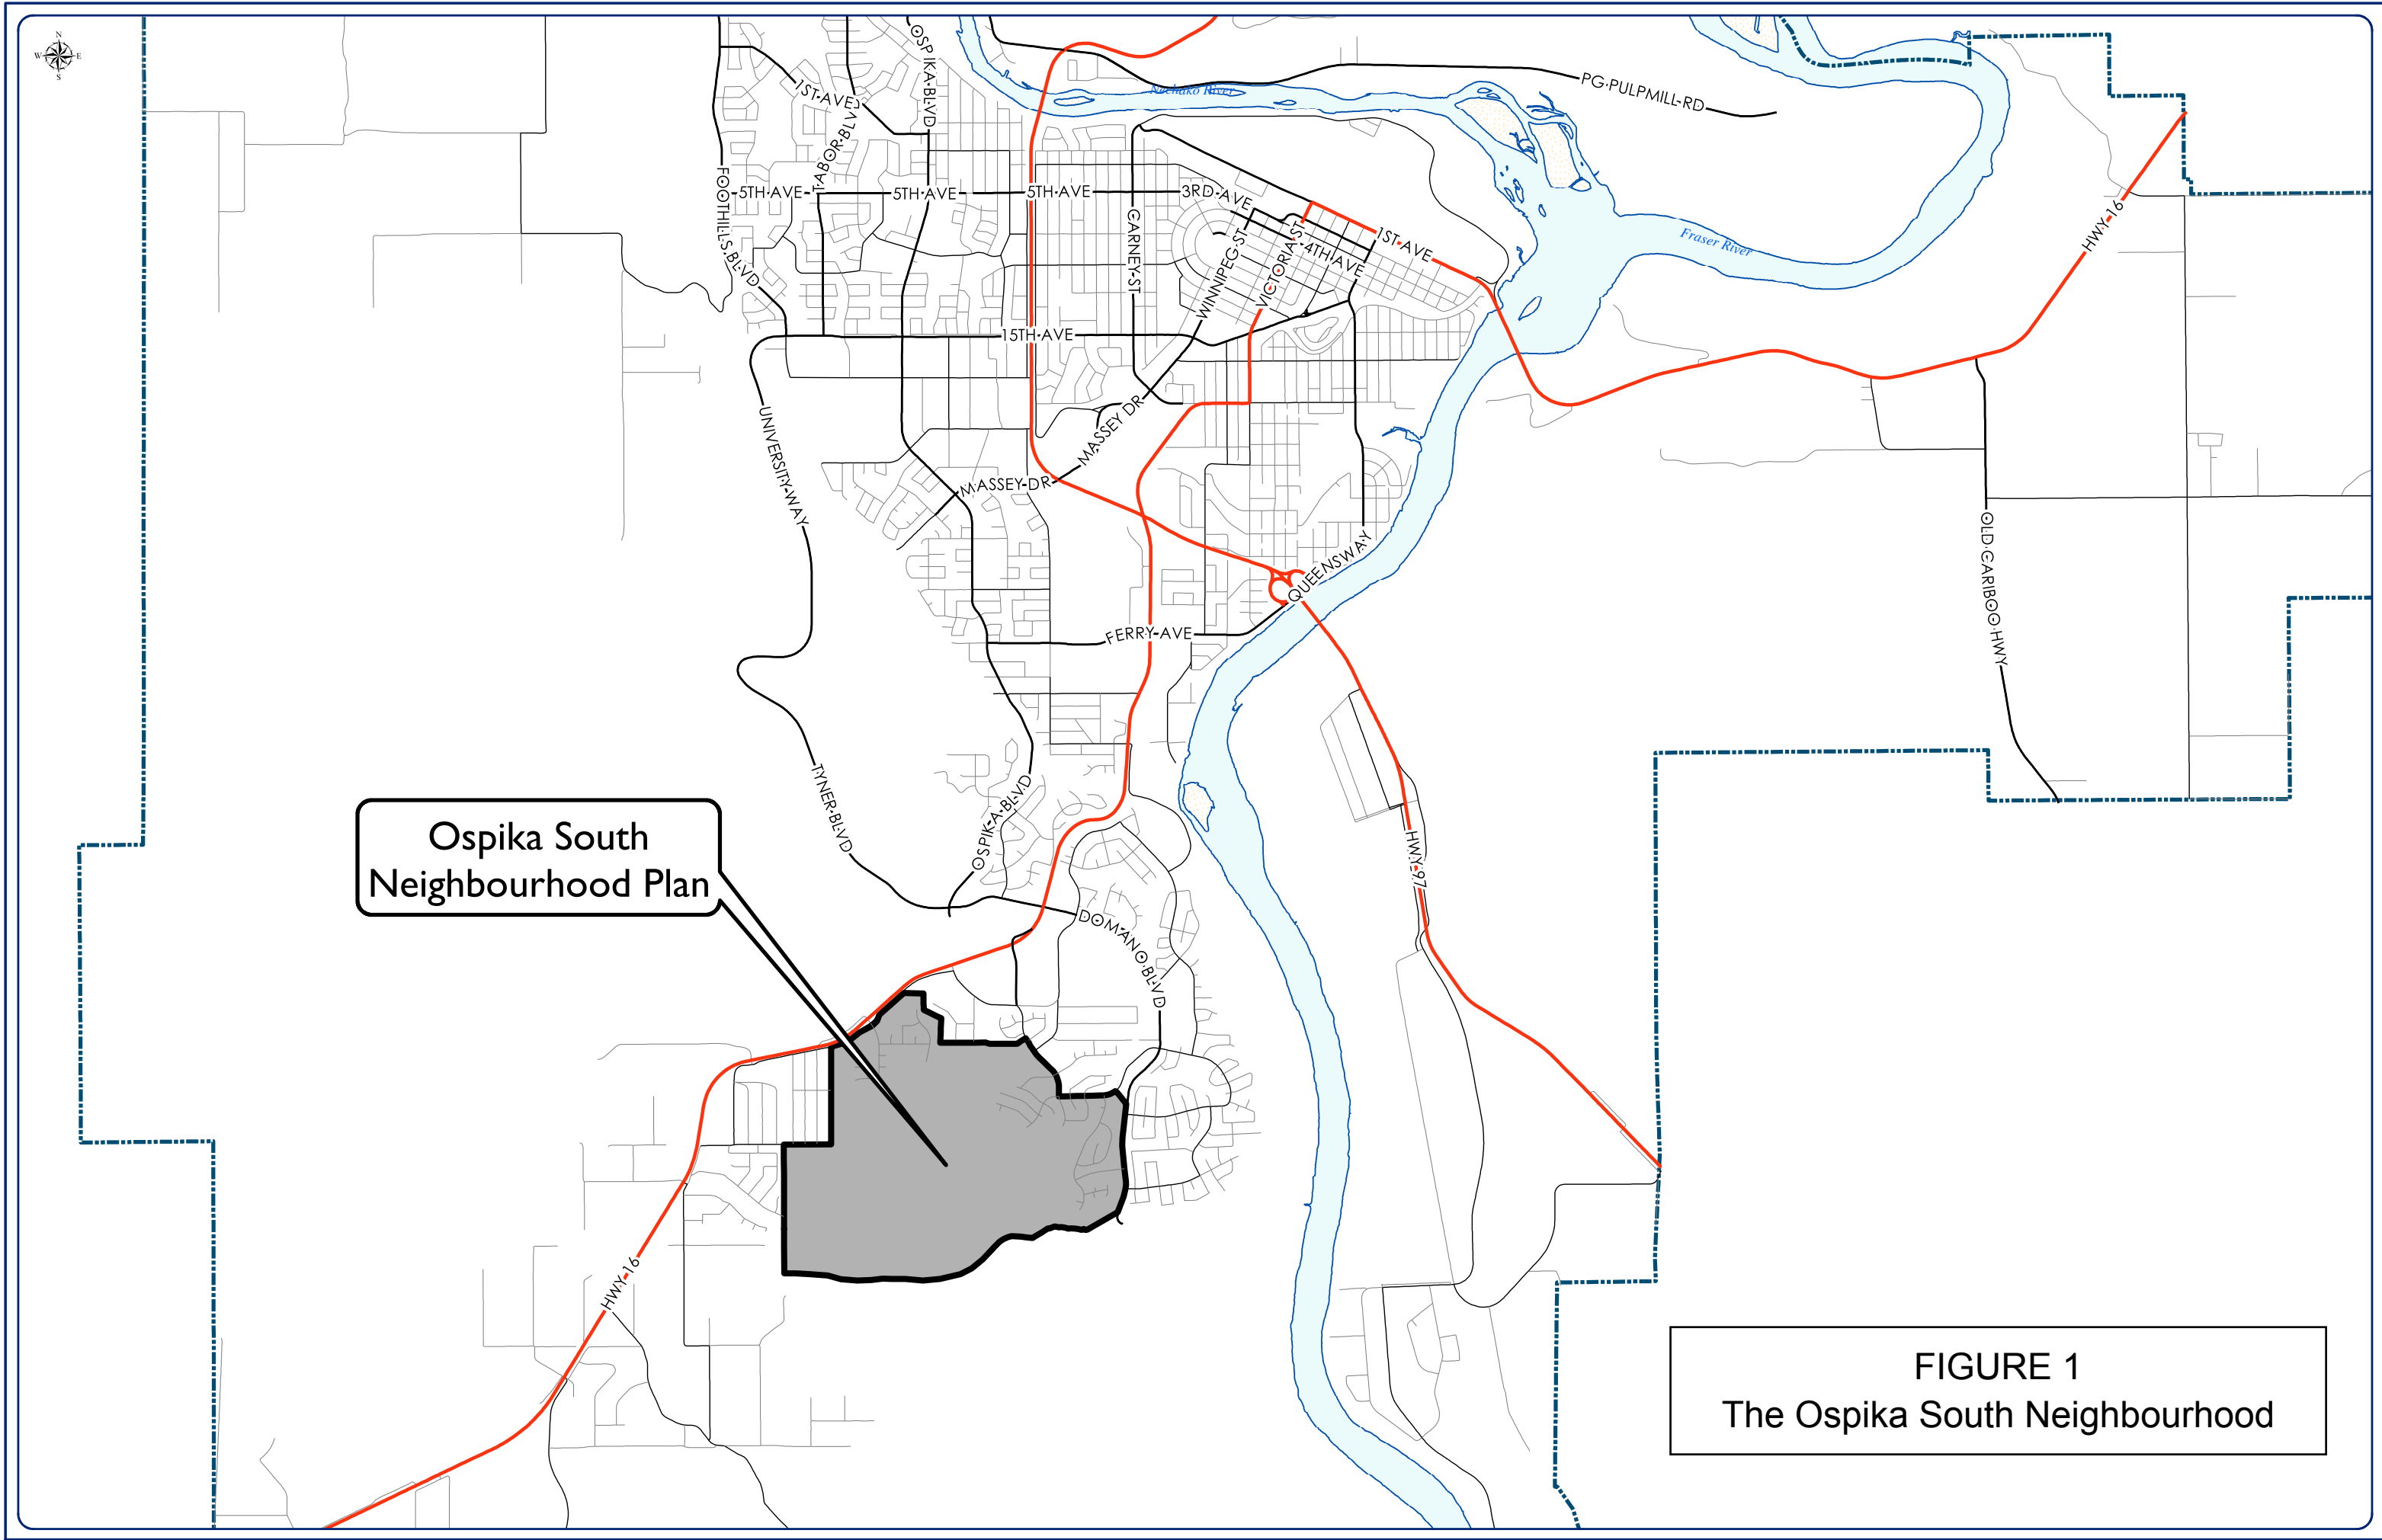 N
W E
S
OSPIKA BLVD
1ST AVE
TABOR BLVD
Nechako River
PG PULPMILL RD
FOOTHILLS BLVD
5TH AVE
5TH AVE
5TH AVE
3RD AVE
CARNEY ST
WINNIPEG ST
VICTORIA ST
4TH AVE
1ST AVE
Fraser River
HWY 16
15TH AVE
UNIVERSITY WAY
MASSEY DR
MASSEY DR
QUEENSWAY
OLD CARIBOO HWY
FERRY AVE
TYNER BLVD
OSPIKA BLVD
HWY 97
Ospika South
Neighbourhood Plan
DOMANO BLVD
HWY 16
FIGURE 1
The Ospika South Neighbourhood